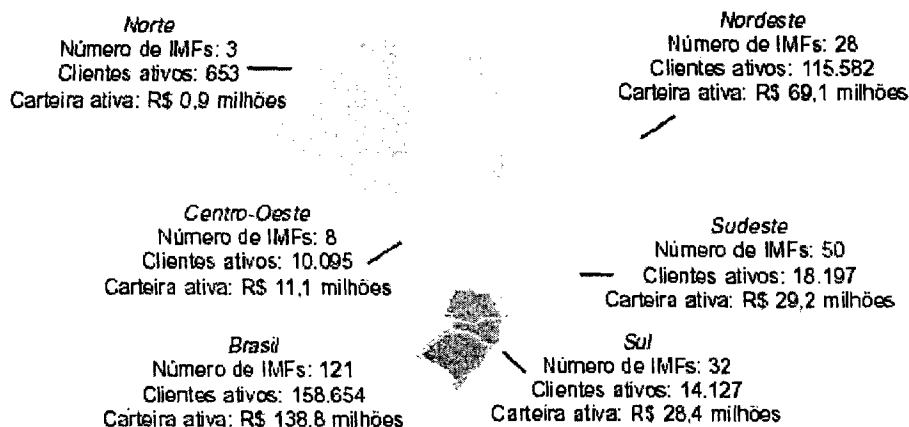 Norte
Número de IMFs: 3
Clientes ativos: 653
Carteira ativa: R$ 0,9 milhões
Nordeste
Número de IMFs: 28
Clientes ativos: 115.582
Carteira ativa: R$ 69,1 milhões
Centro-Oeste
Número de IMFs: 8
Clientes ativos: 10.095
Carteira ativa: R$ 11,1 milhões
Sudeste
Número de IMFs: 50
Clientes ativos: 18.197
Carteira ativa: R$ 29,2 milhões
Brasil
Número de IMFs: 121
Clientes ativos: 158.654
Carteira ativa: R$ 138,8 milhões
Sul
Número de IMFs: 32
Clientes ativos: 14.127
Carteira ativa: R$ 28,4 milhões